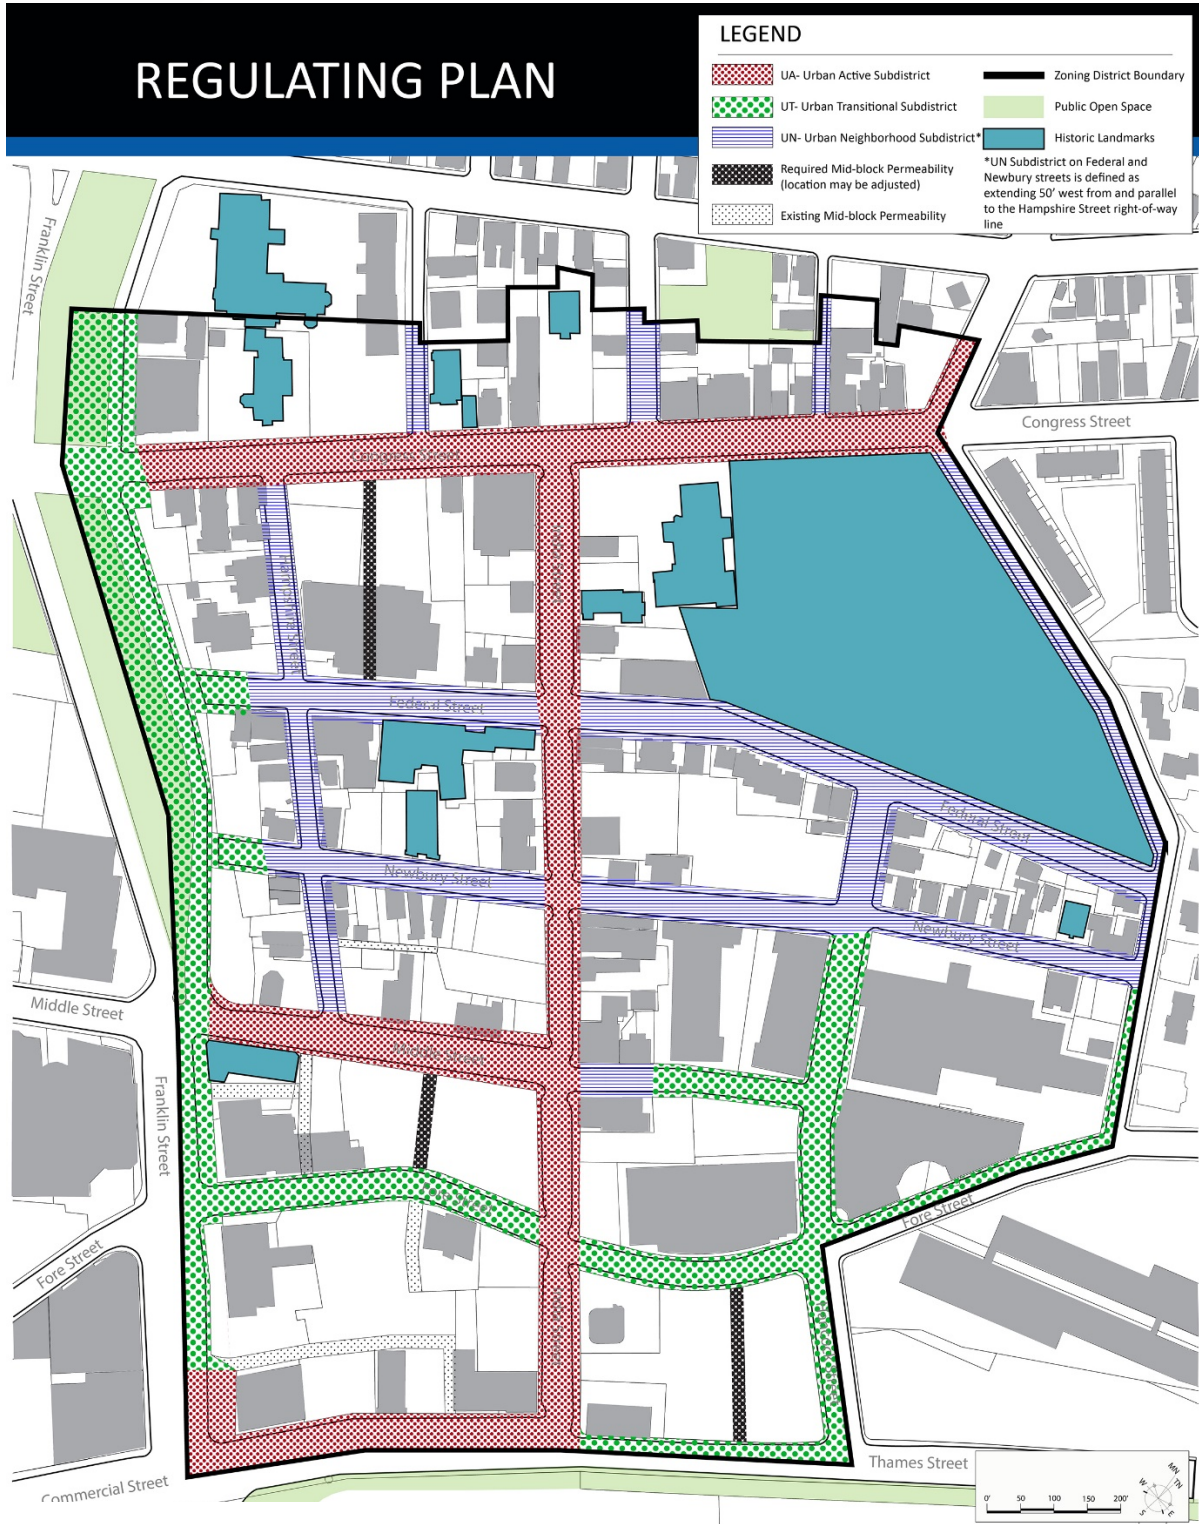 REGULATING PLAN
LEGEND
UA- Urban Active Subdistrict
UT- Urban Transitional Subdistrict
UN- Urban Neighborhood Subdistrict*
Required Mid-block Permeability
(location may be adjusted)
Existing Mid-block Permeability
Zoning District Boundary
Public Open Space
Historic Landmarks
*UN Subdistrict on Federal and
Newbury streets is defined as
extending 50' west from and parallel
to the Hampshire Street right-of-way
line
Franklin Street
Congress Street
Congress Street
Hampshire Street
Federal Street
Federal Street
Newbury Street
Newbury Street
Middle Street
Middle Street
Franklin Street
Fore Street
Fore Street
Fore Street
Thames Street
Commercial Street
0' 50 100 150 200'
MN
TN
W
S
E